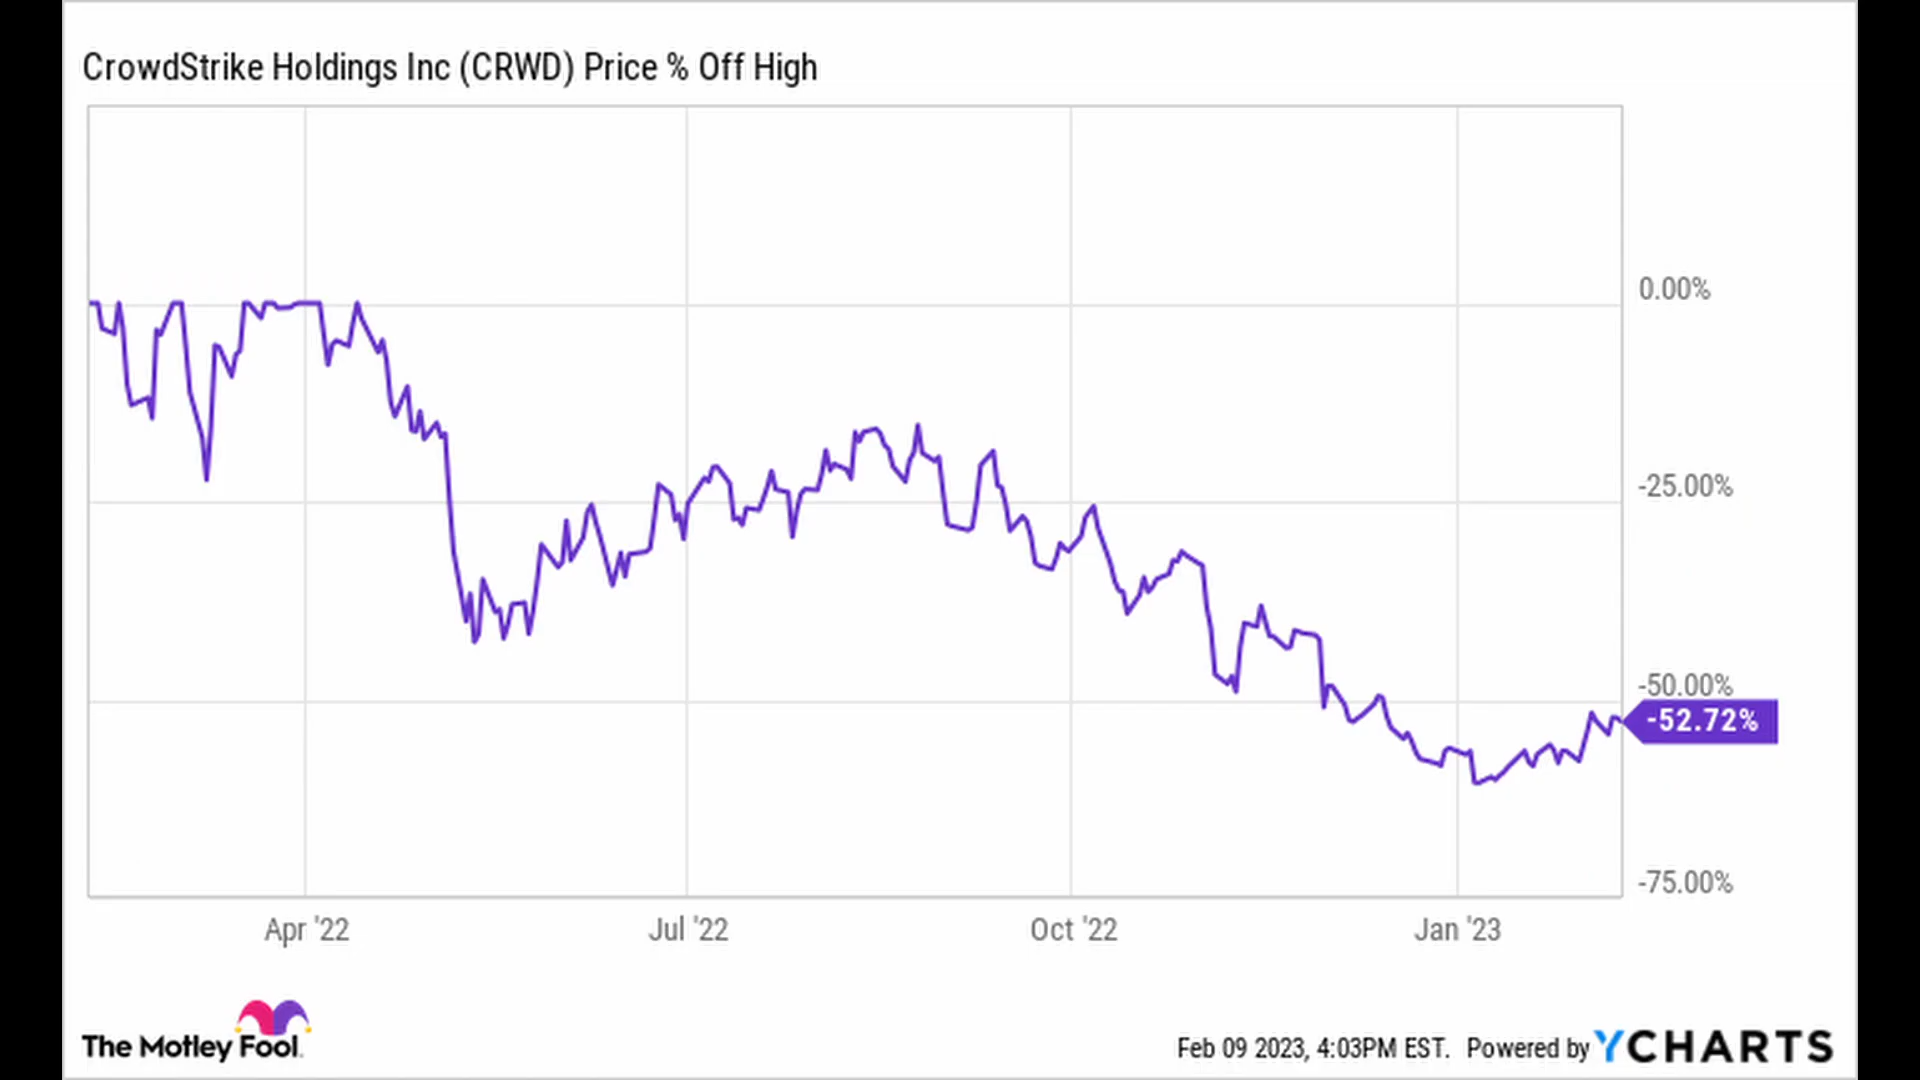 CrowdStrike Holdings Inc (CRWD) Price % Off High
0.00%
-25.00%
-50.00%
-52.72%
-75.00%
Apr '22 Jul '22 Oct '22 Jan '23
The Motley Fool.
Feb 09 2023, 4:03PM EST. Powered by YCHARTS